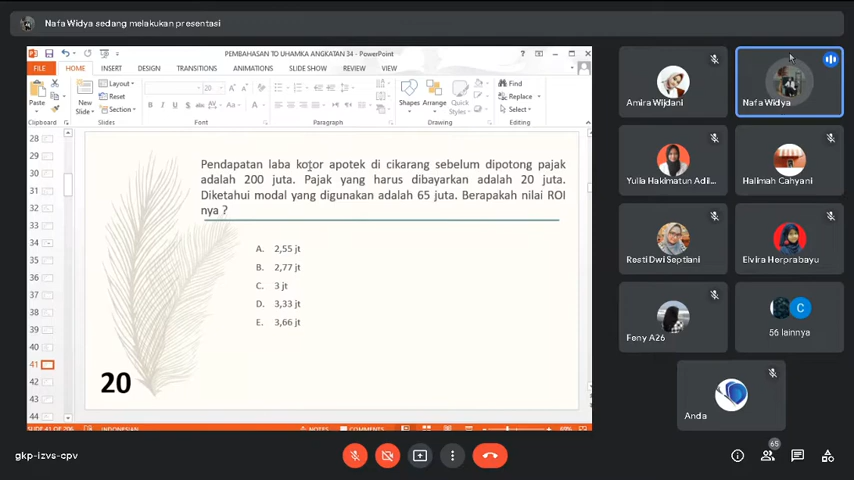 Nafa Widya sedang melakukan presentasi
PEMBAHASAN TO UHAMKA ANGKATAN 34 - PowerPoint
FILE HOME INSERT DESIGN TRANSITIONS ANIMATIONS SLIDE SHOW REVIEW VIEW
Paste
New
Slide
Layout
Reset
Section
Shapes
Arrange
Quick
Styles
Find
Replace
Select
Clipboard
Slides
Font
Paragraph
Drawing
Editing
28
29
30
31
32
33
34
35
36
37
38
39
40
41
42
43
44
Pendapatan laba kotor apotek di cikarang sebelum dipotong pajak
adalah 200 juta. Pajak yang harus dibayarkan adalah 20 juta.
Diketahui modal yang digunakan adalah 65 juta. Berapakah nilai ROI
nya ?
A. 2,55 jt
B. 2,77 jt
C. 3 jt
D. 3,33 jt
E. 3,66 jt
20
SLIDE 41 OF 206
INDONESIAN
NOTES
COMMENTS
69%
Amira Wijdani
Nafa Widya
Yulia Hakimatun Adil...
Halimah Cahyani
Resti Dwi Septiani
Elvira Herprabayu
Feny A26
C
56 lainnya
Anda
gkp-izvs-cpv
65